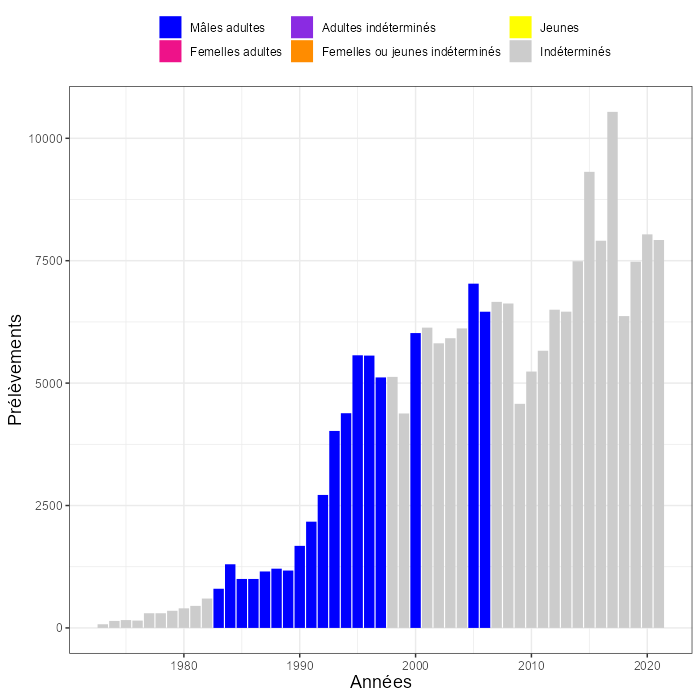 Mâles adultes Adultes indéterminés Jeunes
Femelles adultes Femelles ou jeunes indéterminés Indéterminés
10000
7500
5000
2500
0
Prélèvements
1980 1990 2000 2010 2020
Années